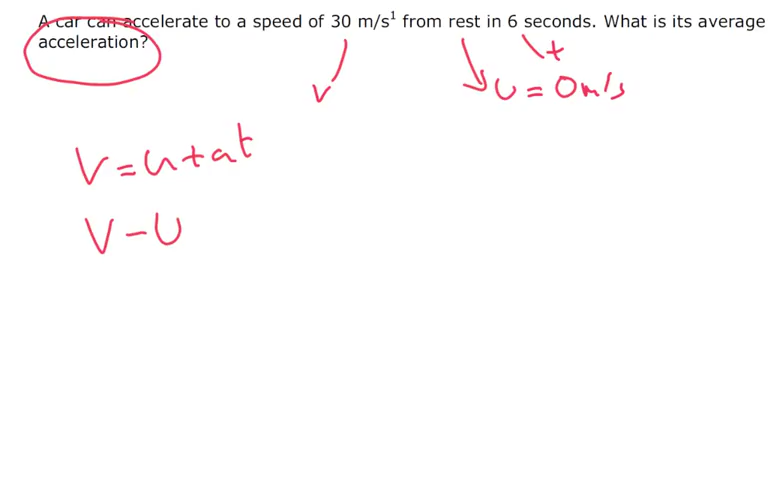 A car can accelerate to a speed of 30 m/s¹ from rest in 6 seconds. What is its average
acceleration?
t
v
u = 0m/s
V = u + at
V - U